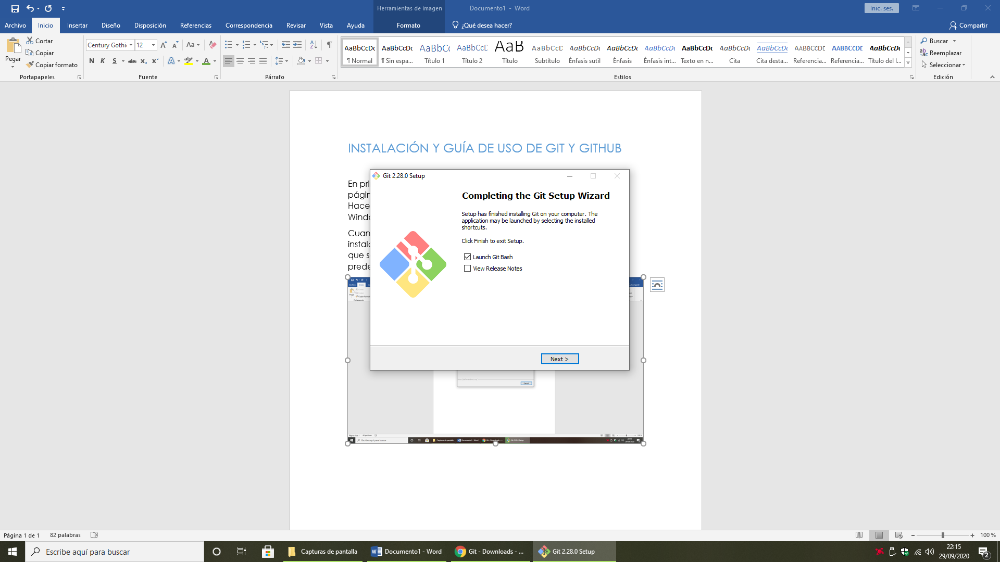 Herramientas de imagen
Documento1 - Word
Inic. ses.
Archivo Inicio Insertar Diseño Disposición Referencias Correspondencia Revisar Vista Ayuda Formato ¿Qué desea hacer? Compartir
Pegar
Cortar
Copiar
Copiar formato
Portapapeles
Century Gothi 12
Aa
N K S abc x₂ x²
A A
Fuente
Párrafo
AaBbCcDc AaBbCcDc AaBbC AaBbCcD AaB AaBbCcD AaBbCcDc AaBbCcDc AaBbCcDc AaBbCcDc AaBbCcDc AaBbCcDc AABBCCDE AABBCCDE AaBbCcDc
¶ Normal ¶ Sin espa... Título 1 Título 2 Título Subtítulo Énfasis sutil Énfasis Énfasis int... Texto en n... Cita Cita desta... Referencia... Referencia... Título del l...
Estilos
Buscar
Reemplazar
Seleccionar
Edición
INSTALACIÓN Y GUÍA DE USO DE GIT Y GITHUB
En pri
págin
Hace
Windo
Cuan
instala
que s
prede
Git 2.28.0 Setup
Completing the Git Setup Wizard
Setup has finished installing Git on your computer. The
application may be launched by selecting the installed
shortcuts.
Click Finish to exit Setup.
Launch Git Bash
View Release Notes
Next >
Página 1 de 1 82 palabras 100 %
Escribe aquí para buscar
Capturas de pantalla
Documento1 - Word
Git - Downloads - ...
Git 2.28.0 Setup
22:15
29/09/2020
2